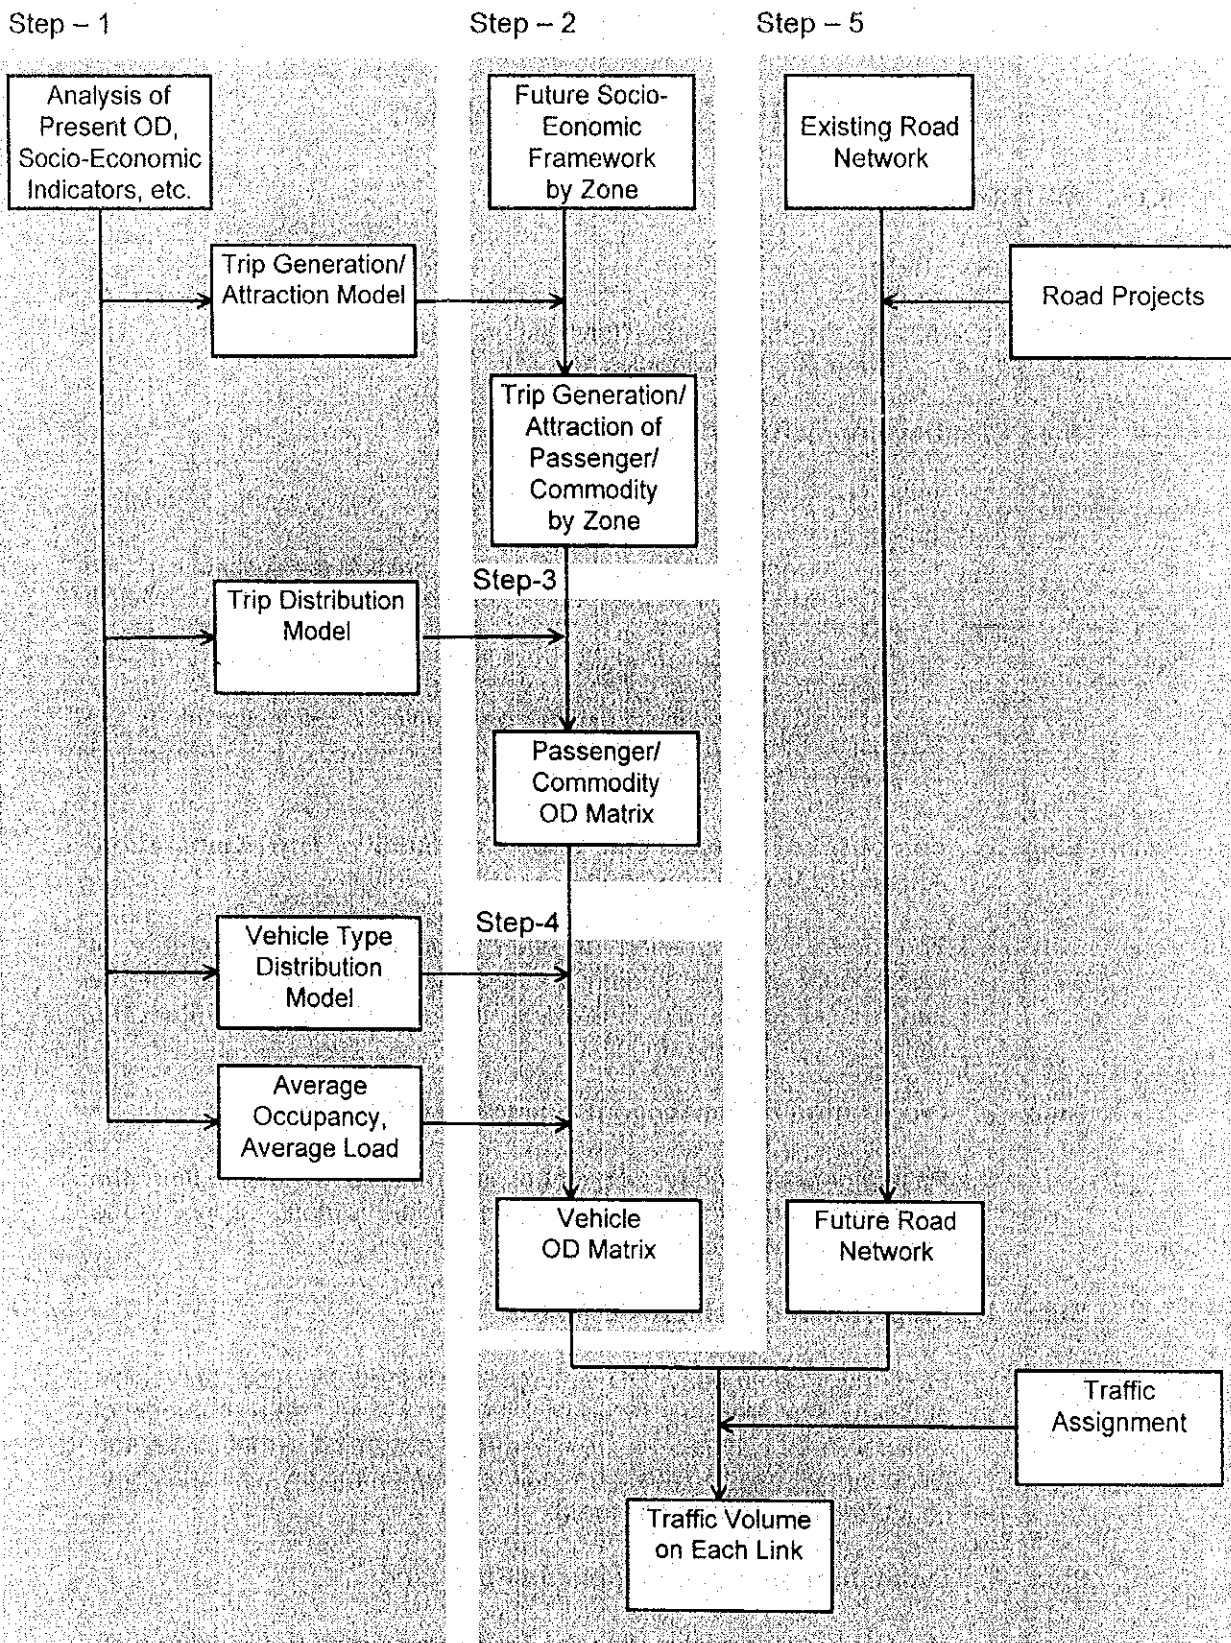 Step – 1
Step – 2
Step – 5
Analysis of
Present OD,
Socio-Economic
Indicators, etc.
Future Socio-
Eonomic
Framework
by Zone
Existing Road
Network
Trip Generation/
Attraction Model
Road Projects
Trip Generation/
Attraction of
Passenger/
Commodity
by Zone
Step-3
Trip Distribution
Model
Passenger/
Commodity
OD Matrix
Step-4
Vehicle Type
Distribution
Model
Average
Occupancy,
Average Load
Vehicle
OD Matrix
Future Road
Network
Traffic
Assignment
Traffic Volume
on Each Link